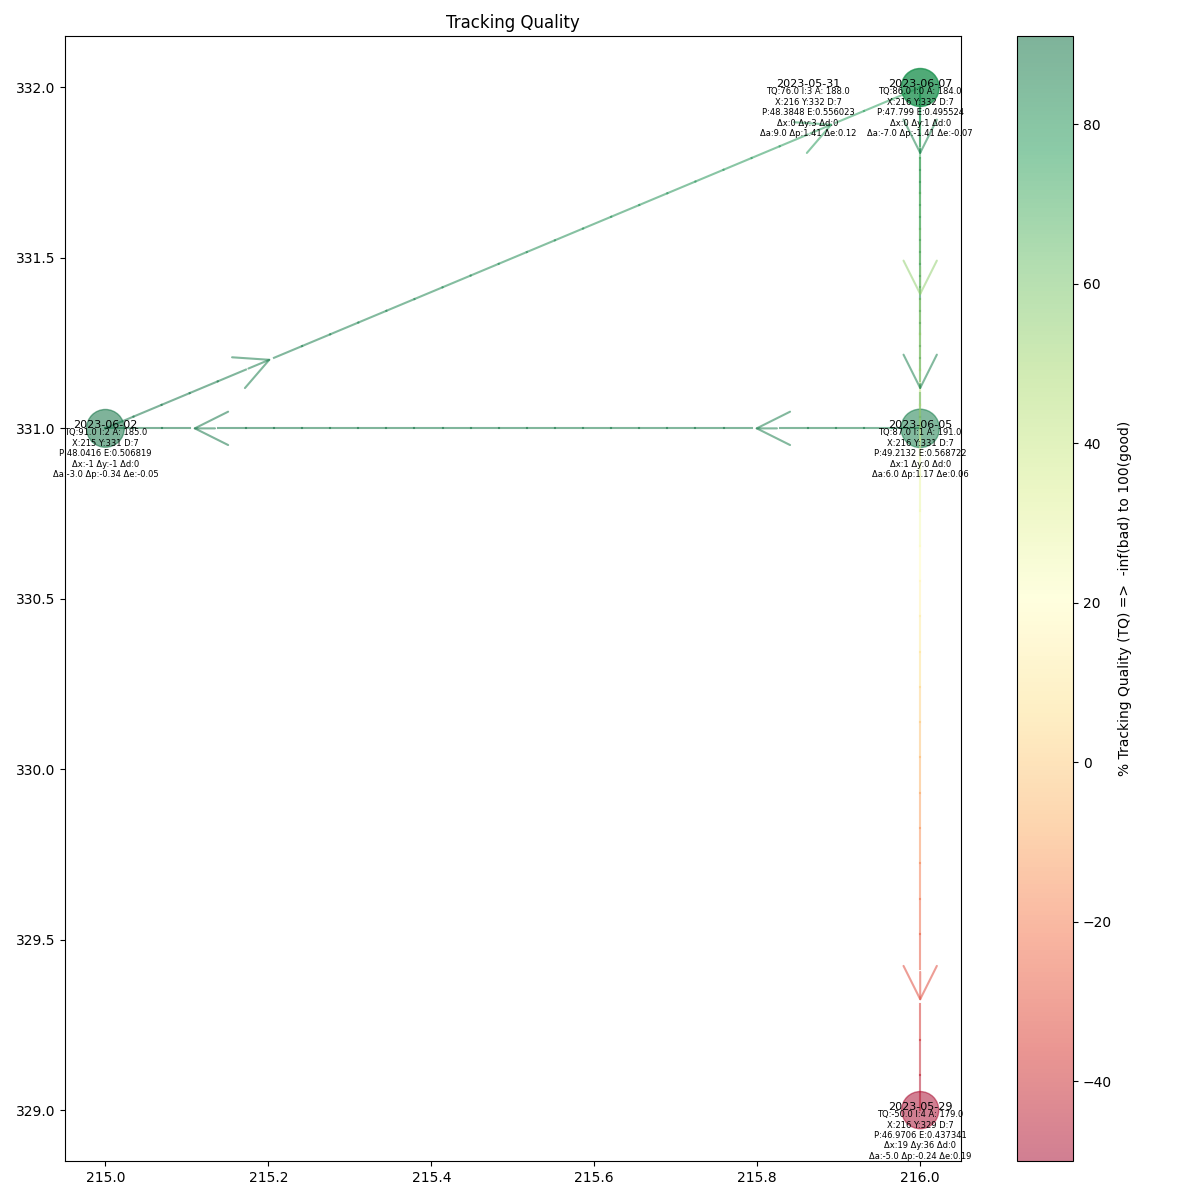 Tracking Quality
332.0
331.5
331.0
330.5
330.0
329.5
329.0
2023-05-31
TQ:76.0 I:3 A: 188.0
X:216 Y:332 D:7
P:48.3848 E:0.556023
Δx:0 Δy:3 Δd:0
Δa:9.0 Δp:1.41 Δe:0.12
2023-06-07
TQ:86.0 I:0 A: 184.0
X:216 Y:332 D:7
P:47.799 E:0.495524
Δx:0 Δy:1 Δd:0
Δa:-7.0 Δp:-1.41 Δe:-0.07
2023-06-02
TQ:91.0 I:2 A: 185.0
X:215 Y:331 D:7
P:48.0416 E:0.506819
Δx:-1 Δy:-1 Δd:0
Δa:-3.0 Δp:-0.34 Δe:-0.05
2023-06-05
TQ:87.0 I:1 A: 191.0
X:216 Y:331 D:7
P:49.2132 E:0.568722
Δx:1 Δy:0 Δd:0
Δa:6.0 Δp:1.17 Δe:0.06
2023-05-29
TQ:-50.0 I:4 A: 179.0
X:216 Y:329 D:7
P:46.9706 E:0.437341
Δx:19 Δy:36 Δd:0
Δa:-5.0 Δp:-0.24 Δe:0.19
215.0 215.2 215.4 215.6 215.8 216.0
80
60
40
20
0
−20
−40
% Tracking Quality (TQ) => -inf(bad) to 100(good)